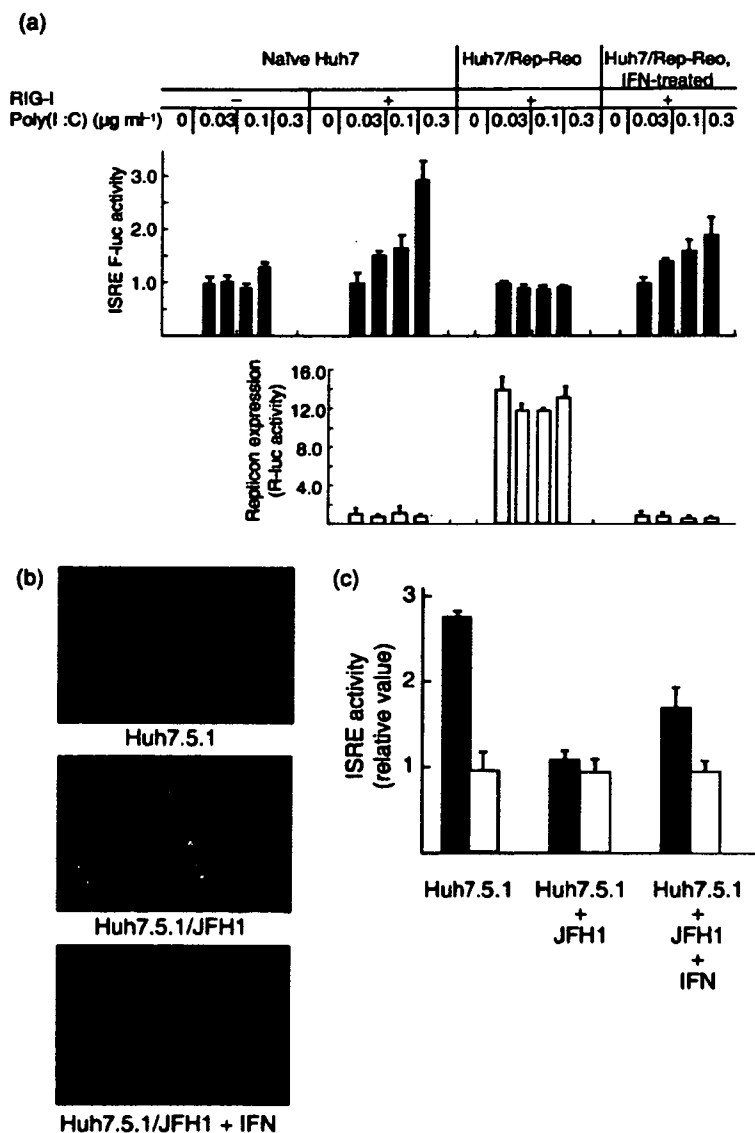 (a)
Naïve Huh7 Huh7/Rep-Reo Huh7/Rep-Reo,
IFN-treated
RIG-I − + + +
Poly(I :C) (µg ml⁻¹) 0 0.03 0.1 0.3 0 0.03 0.1 0.3 0 0.03 0.1 0.3 0 0.03 0.1 0.3
ISRE F-luc activity
3.0
2.0
1.0
Replicon expression
(R-luc activity)
16.0
12.0
8.0
4.0
(b)
Huh7.5.1
Huh7.5.1/JFH1
Huh7.5.1/JFH1 + IFN
(c)
ISRE activity
(relative value)
3
2
1
Huh7.5.1 Huh7.5.1 Huh7.5.1
+ +
JFH1 JFH1
+
IFN